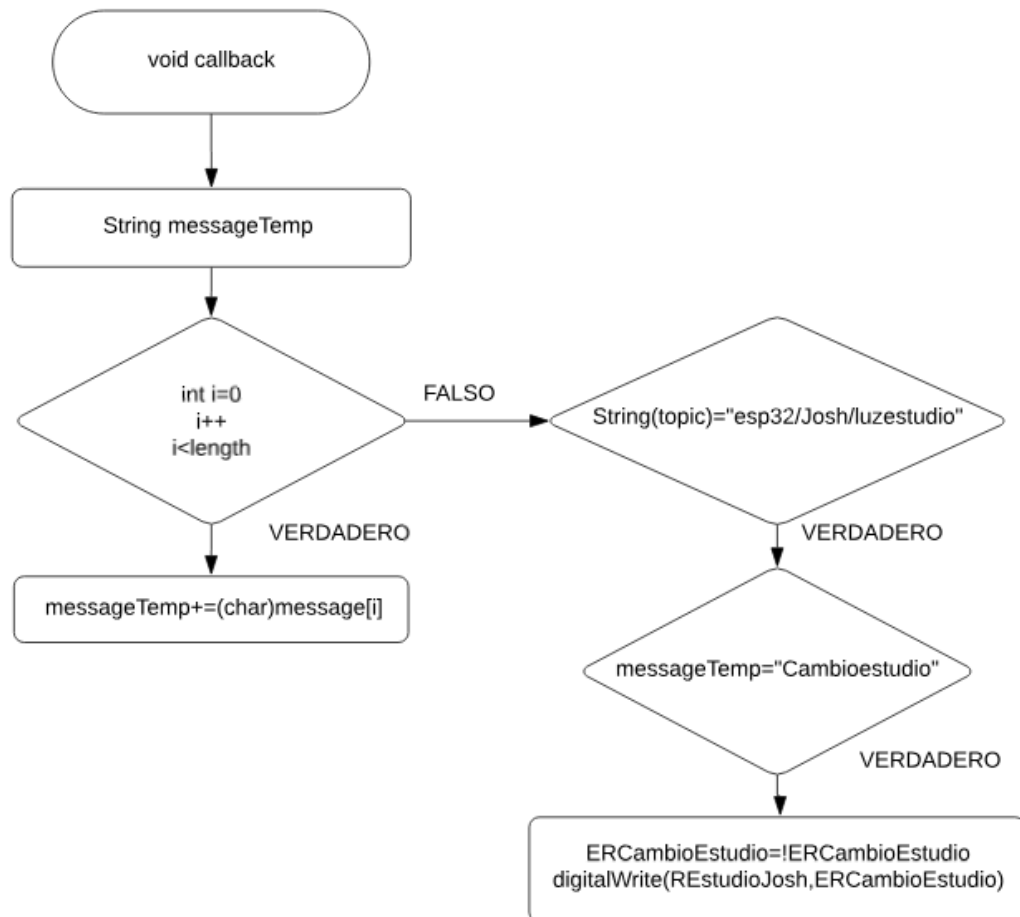 void callback
String messageTemp
int i=0
i++
i<length
FALSO
String(topic)="esp32/Josh/luzestudio"
VERDADERO
VERDADERO
messageTemp+=(char)message[i]
messageTemp="Cambioestudio"
VERDADERO
ERCambioEstudio=!ERCambioEstudio
digitalWrite(REstudioJosh,ERCambioEstudio)